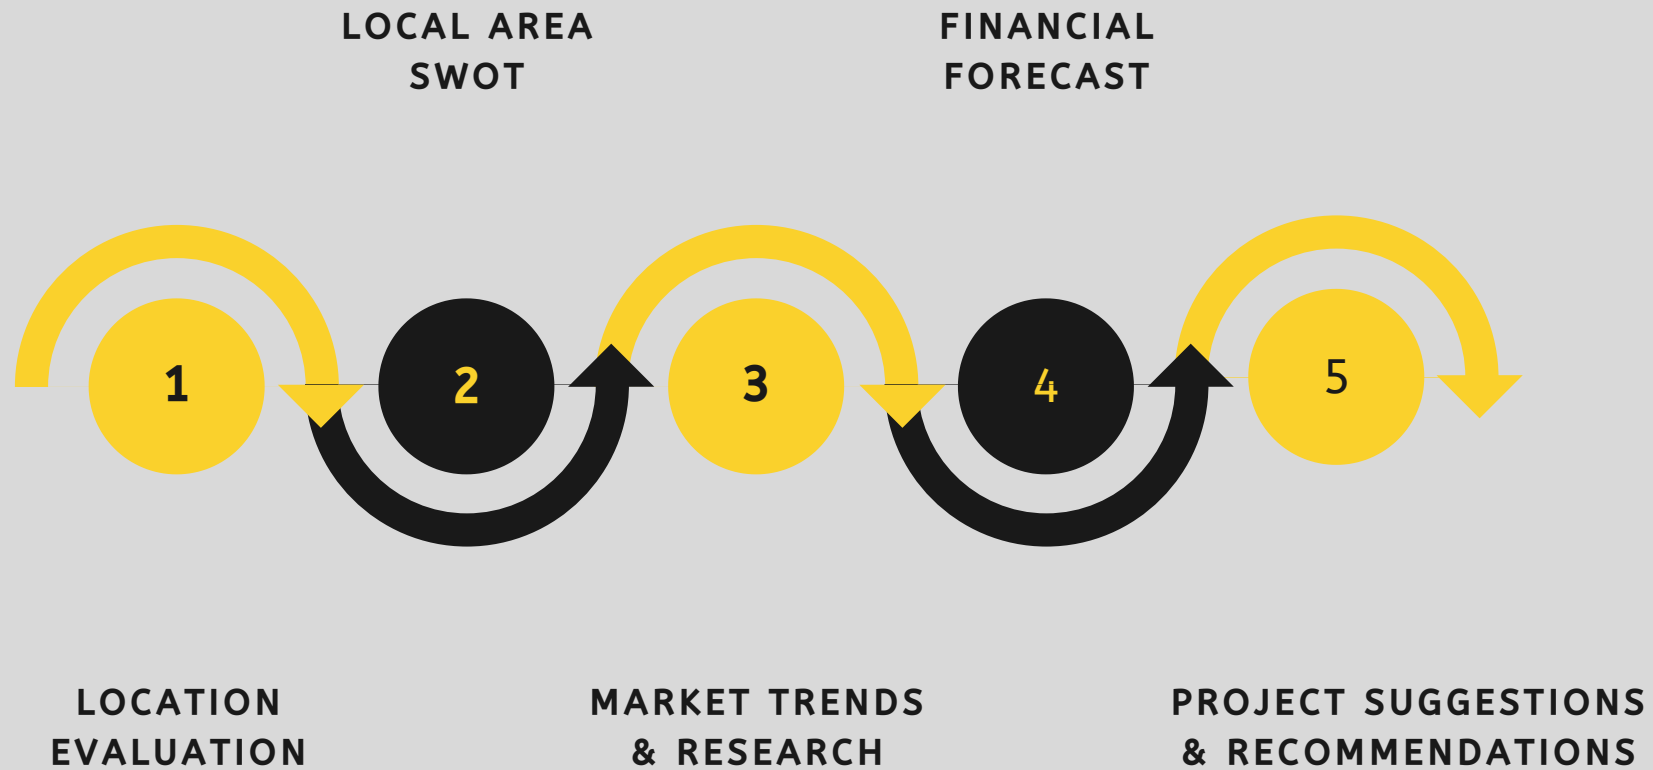 LOCAL AREA
SWOT
FINANCIAL
FORECAST
1
2
3
4
5
LOCATION
EVALUATION
MARKET TRENDS
& RESEARCH
PROJECT SUGGESTIONS
& RECOMMENDATIONS